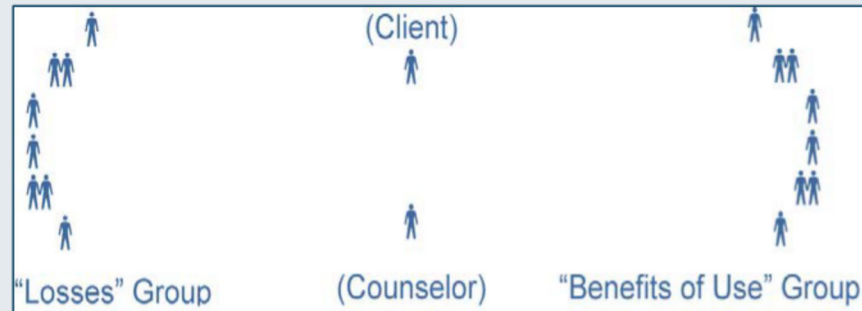 (Client)
“Losses” Group
(Counselor)
“Benefits of Use” Group